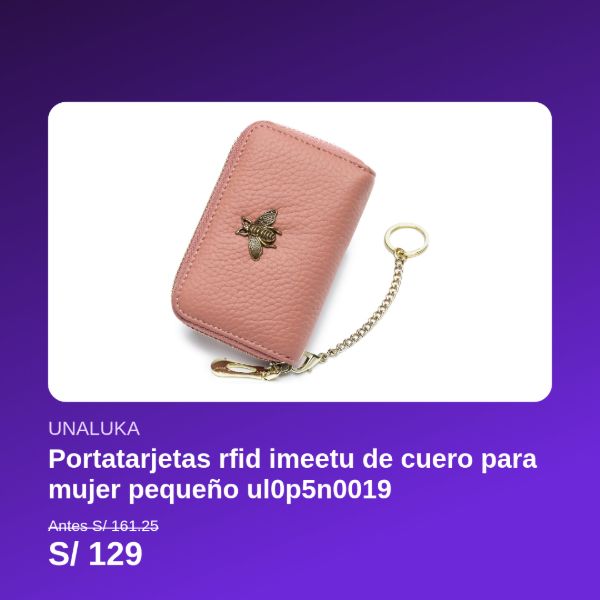 UNALUKA
Portatarjetas rfid imeetu de cuero para
mujer pequeño ul0p5n0019
Antes S/ 161.25
S/ 129